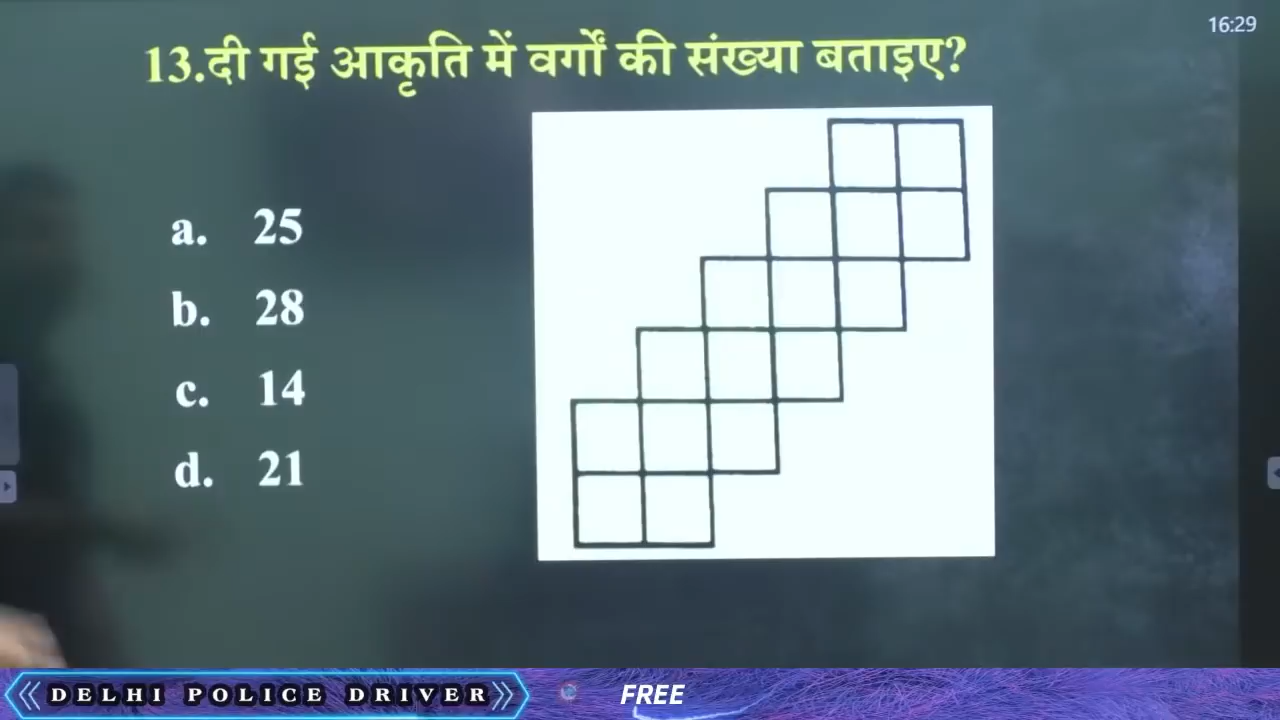 16:29
13.दी गई आकृति में वर्गों की संख्या बताइए?
a. 25
b. 28
c. 14
d. 21
DELHI POLICE DRIVER
FREE